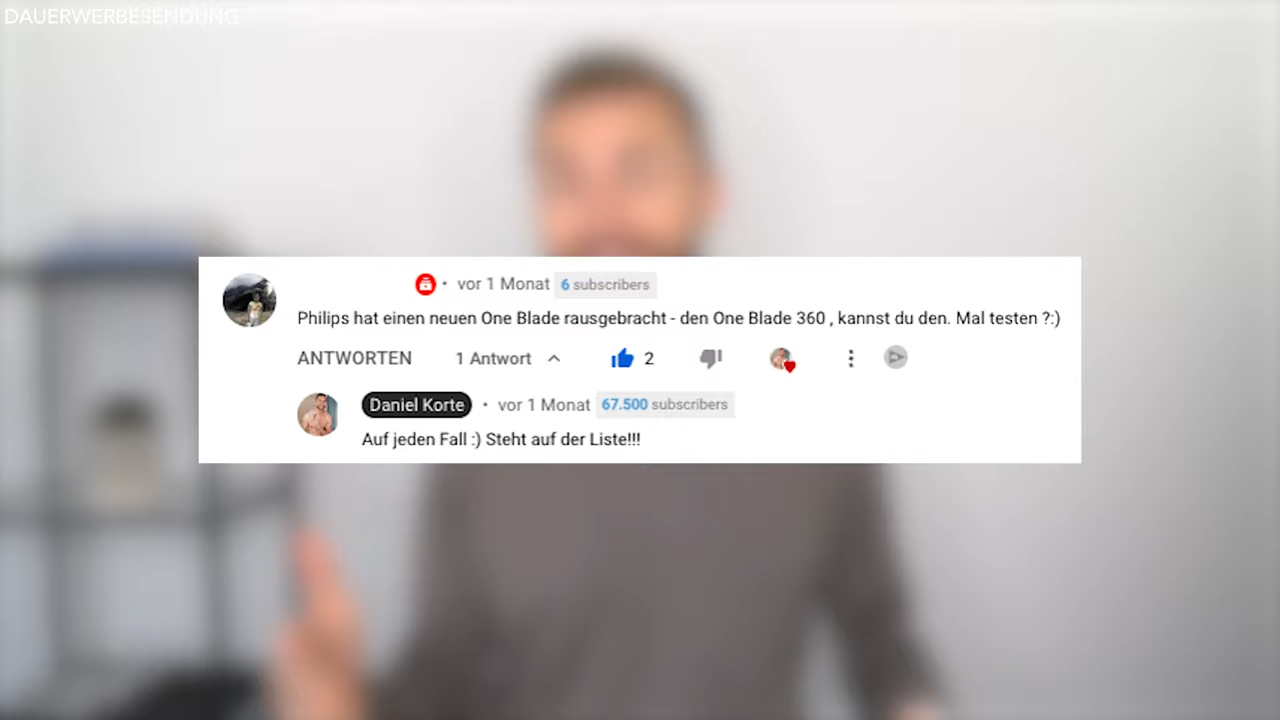 DAUERWERBESENDUNG
• vor 1 Monat 6 subscribers
Philips hat einen neuen One Blade rausgebracht - den One Blade 360 , kannst du den. Mal testen ?:)
ANTWORTEN 1 Antwort 2
Daniel Korte • vor 1 Monat 67.500 subscribers
Auf jeden Fall :) Steht auf der Liste!!!